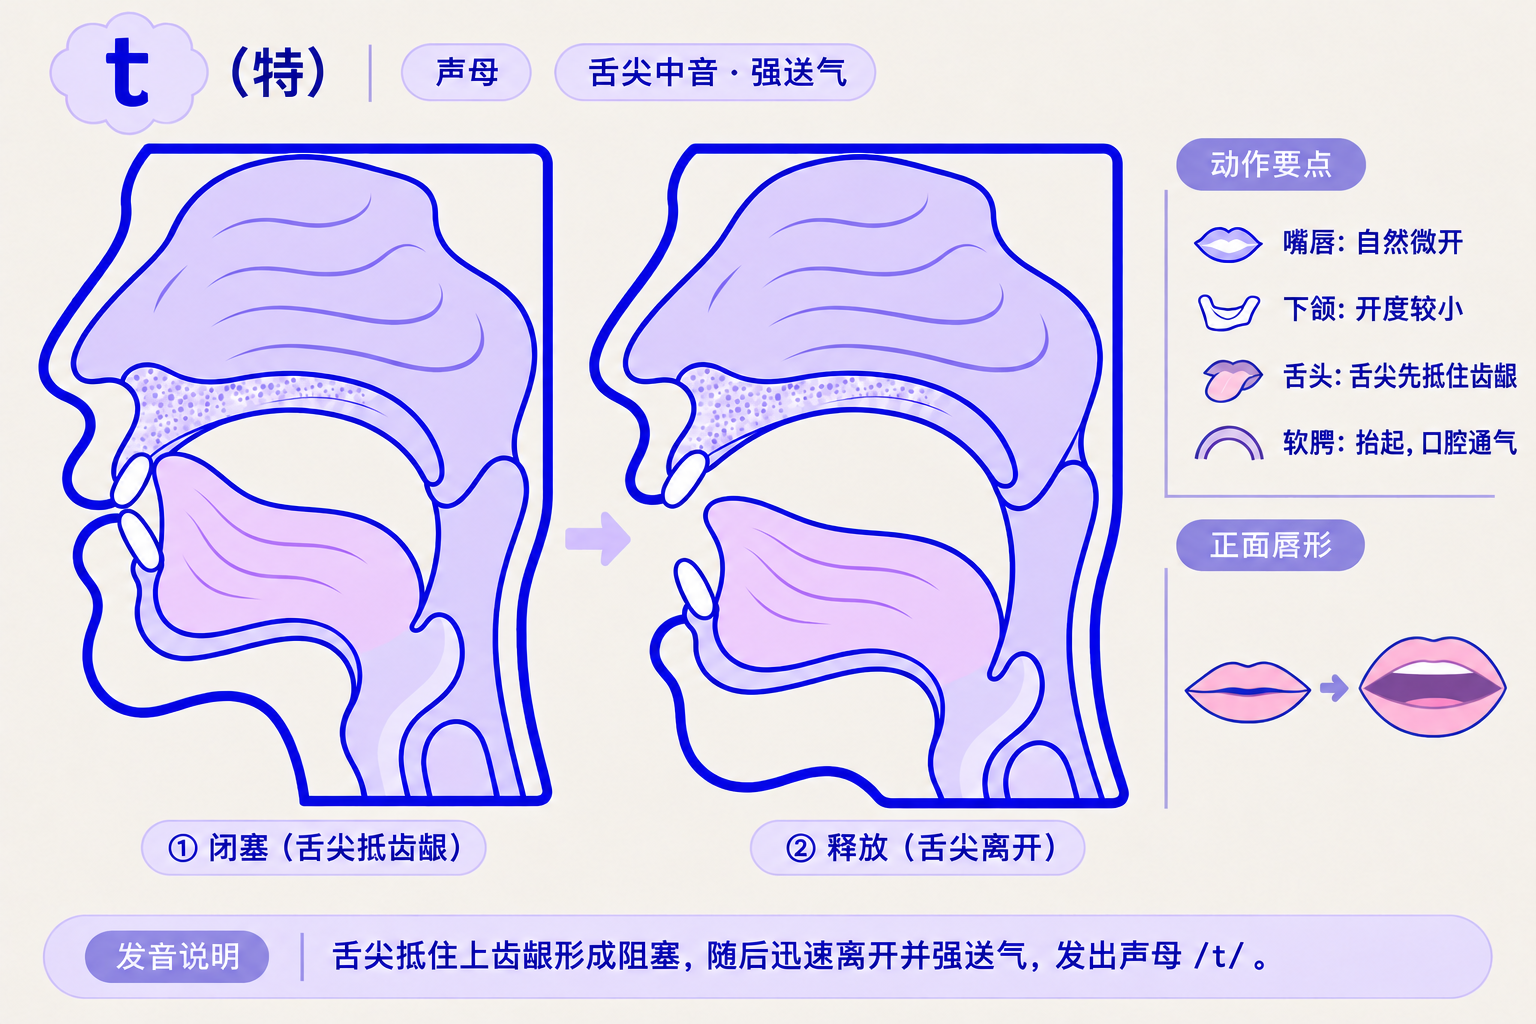 t（特）
声母
舌尖中音·强送气
动作要点
嘴唇：自然微开
下颌：开度较小
舌头：舌尖先抵住齿龈
软腭：抬起，口腔通气
正面唇形
① 闭塞（舌尖抵齿龈）
② 释放（舌尖离开）
发音说明
舌尖抵住上齿龈形成阻塞，随后迅速离开并强送气，发出声母 /t/ 。